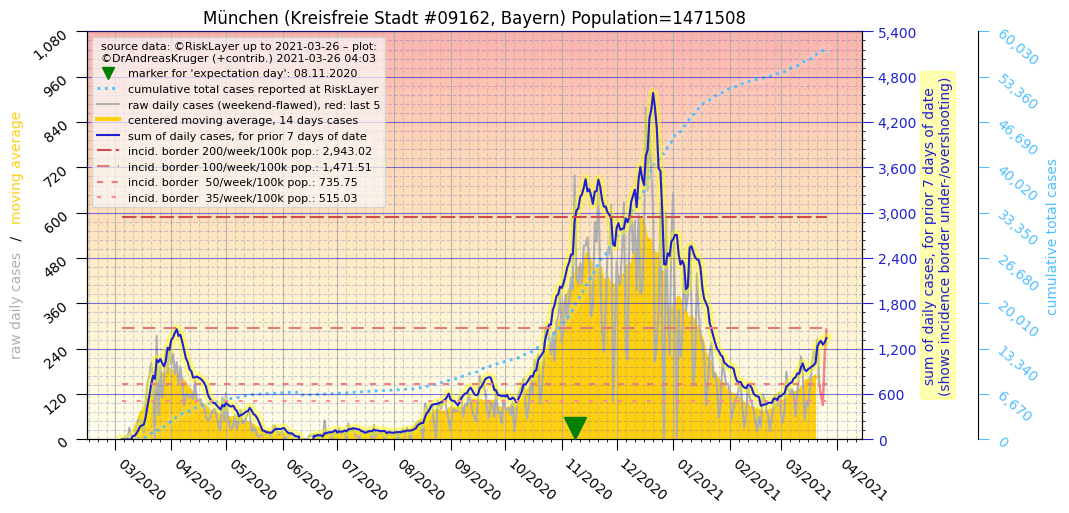 München (Kreisfreie Stadt #09162, Bayern) Population=1471508
source data: ©RiskLayer up to 2021-03-26 – plot:
©DrAndreasKruger (+contrib.) 2021-03-26 04:03
marker for 'expectation day': 08.11.2020
cumulative total cases reported at RiskLayer
raw daily cases (weekend-flawed), red: last 5
centered moving average, 14 days cases
sum of daily cases, for prior 7 days of date
incid. border 200/week/100k pop.: 2,943.02
incid. border 100/week/100k pop.: 1,471.51
incid. border  50/week/100k pop.: 735.75
incid. border  35/week/100k pop.: 515.03
raw daily cases / moving average
1,080
960
840
720
600
480
360
240
120
0
03/2020
04/2020
05/2020
06/2020
07/2020
08/2020
09/2020
10/2020
11/2020
12/2020
01/2021
02/2021
03/2021
04/2021
5,400
4,800
4,200
3,600
3,000
2,400
1,800
1,200
600
0
sum of daily cases, for prior 7 days of date
(shows incidence border under-/overshooting)
60,030
53,360
46,690
40,020
33,350
26,680
20,010
13,340
6,670
0
cumulative total cases